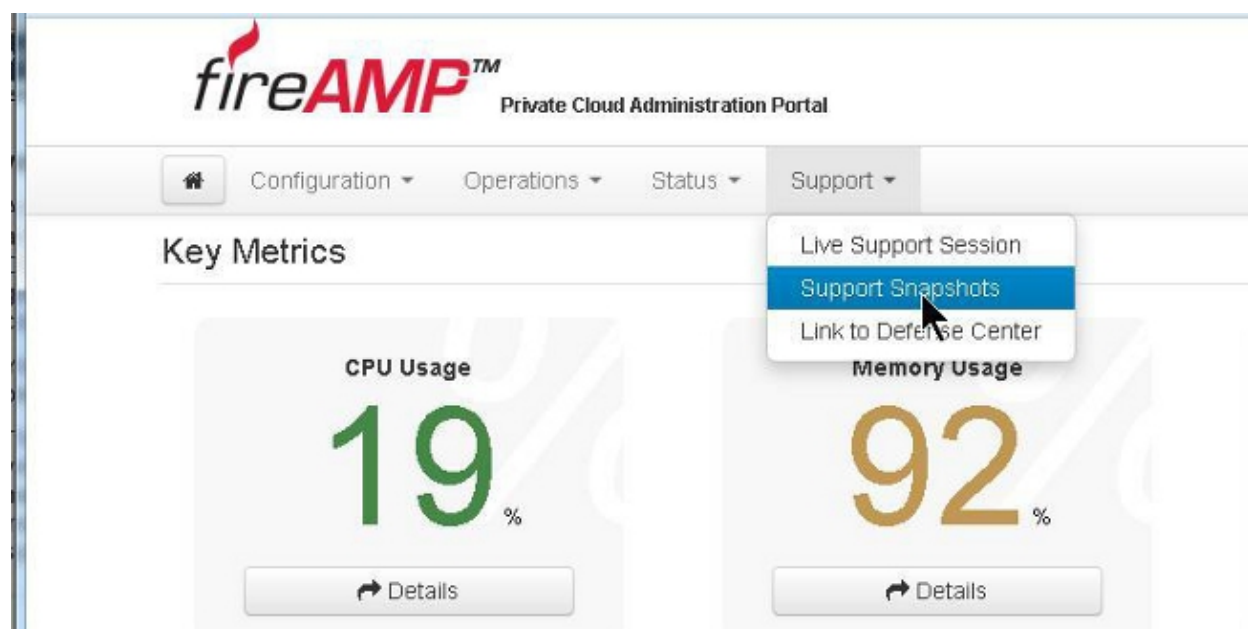 fireAMP™ Private Cloud Administration Portal
Configuration Operations Status Support
Live Support Session
Support Snapshots
Link to Defense Center
Key Metrics
CPU Usage
19 %
Details
Memory Usage
92 %
Details